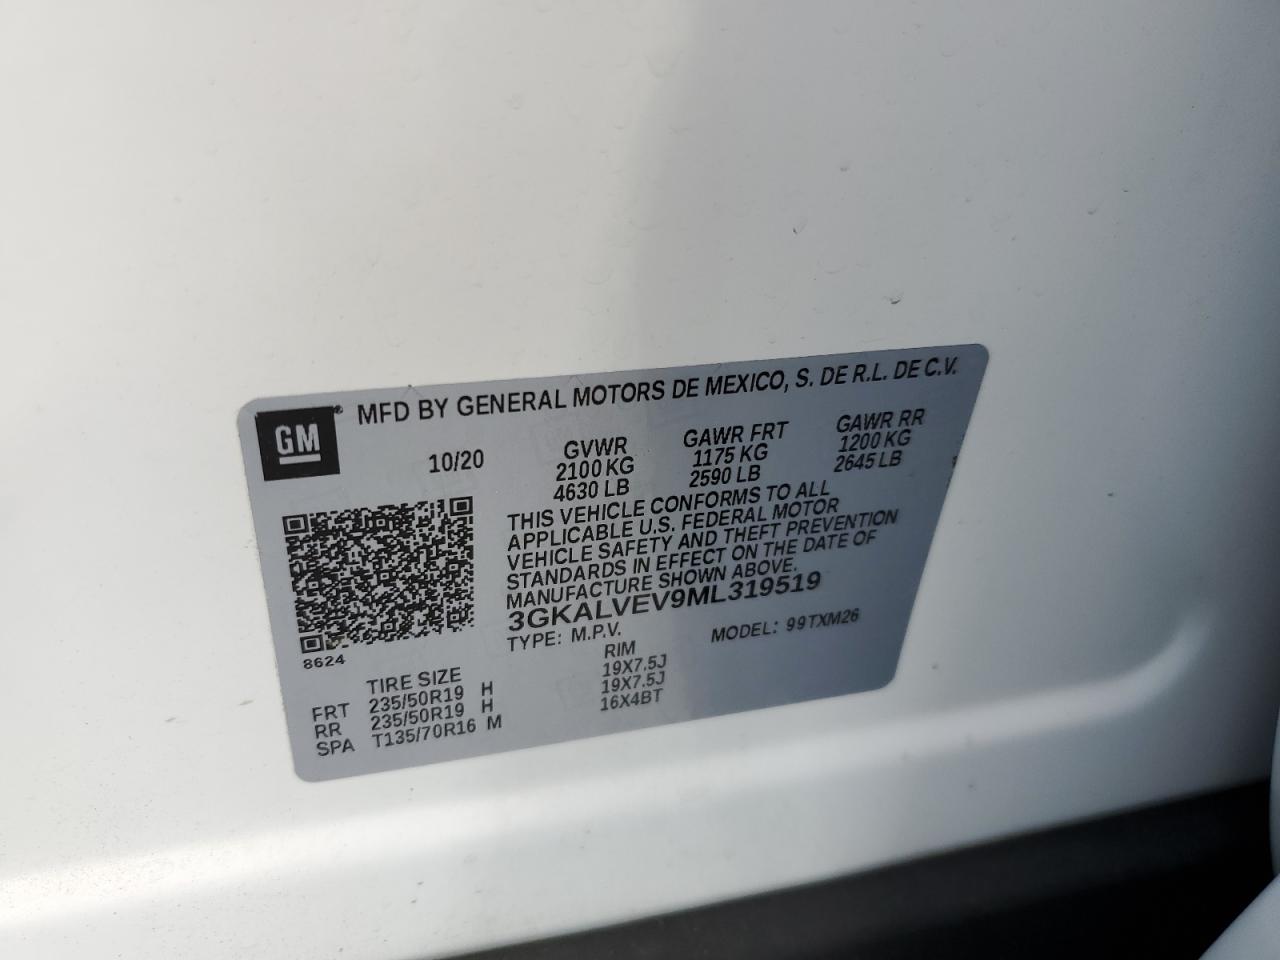 GM® MFD BY GENERAL MOTORS DE MEXICO, S. DE R.L. DE C.V.
10/20
GVWR
2100 KG
4630 LB
GAWR FRT
1175 KG
2590 LB
GAWR RR
1200 KG
2645 LB
THIS VEHICLE CONFORMS TO ALL
APPLICABLE U.S. FEDERAL MOTOR
VEHICLE SAFETY AND THEFT PREVENTION
STANDARDS IN EFFECT ON THE DATE OF
MANUFACTURE SHOWN ABOVE.
3GKALVEV9ML319519
TYPE: M.P.V. MODEL: 99TXM26
8624
TIRE SIZE RIM
FRT 235/50R19 H 19X7.5J
RR 235/50R19 H 19X7.5J
SPA T135/70R16 M 16X4BT